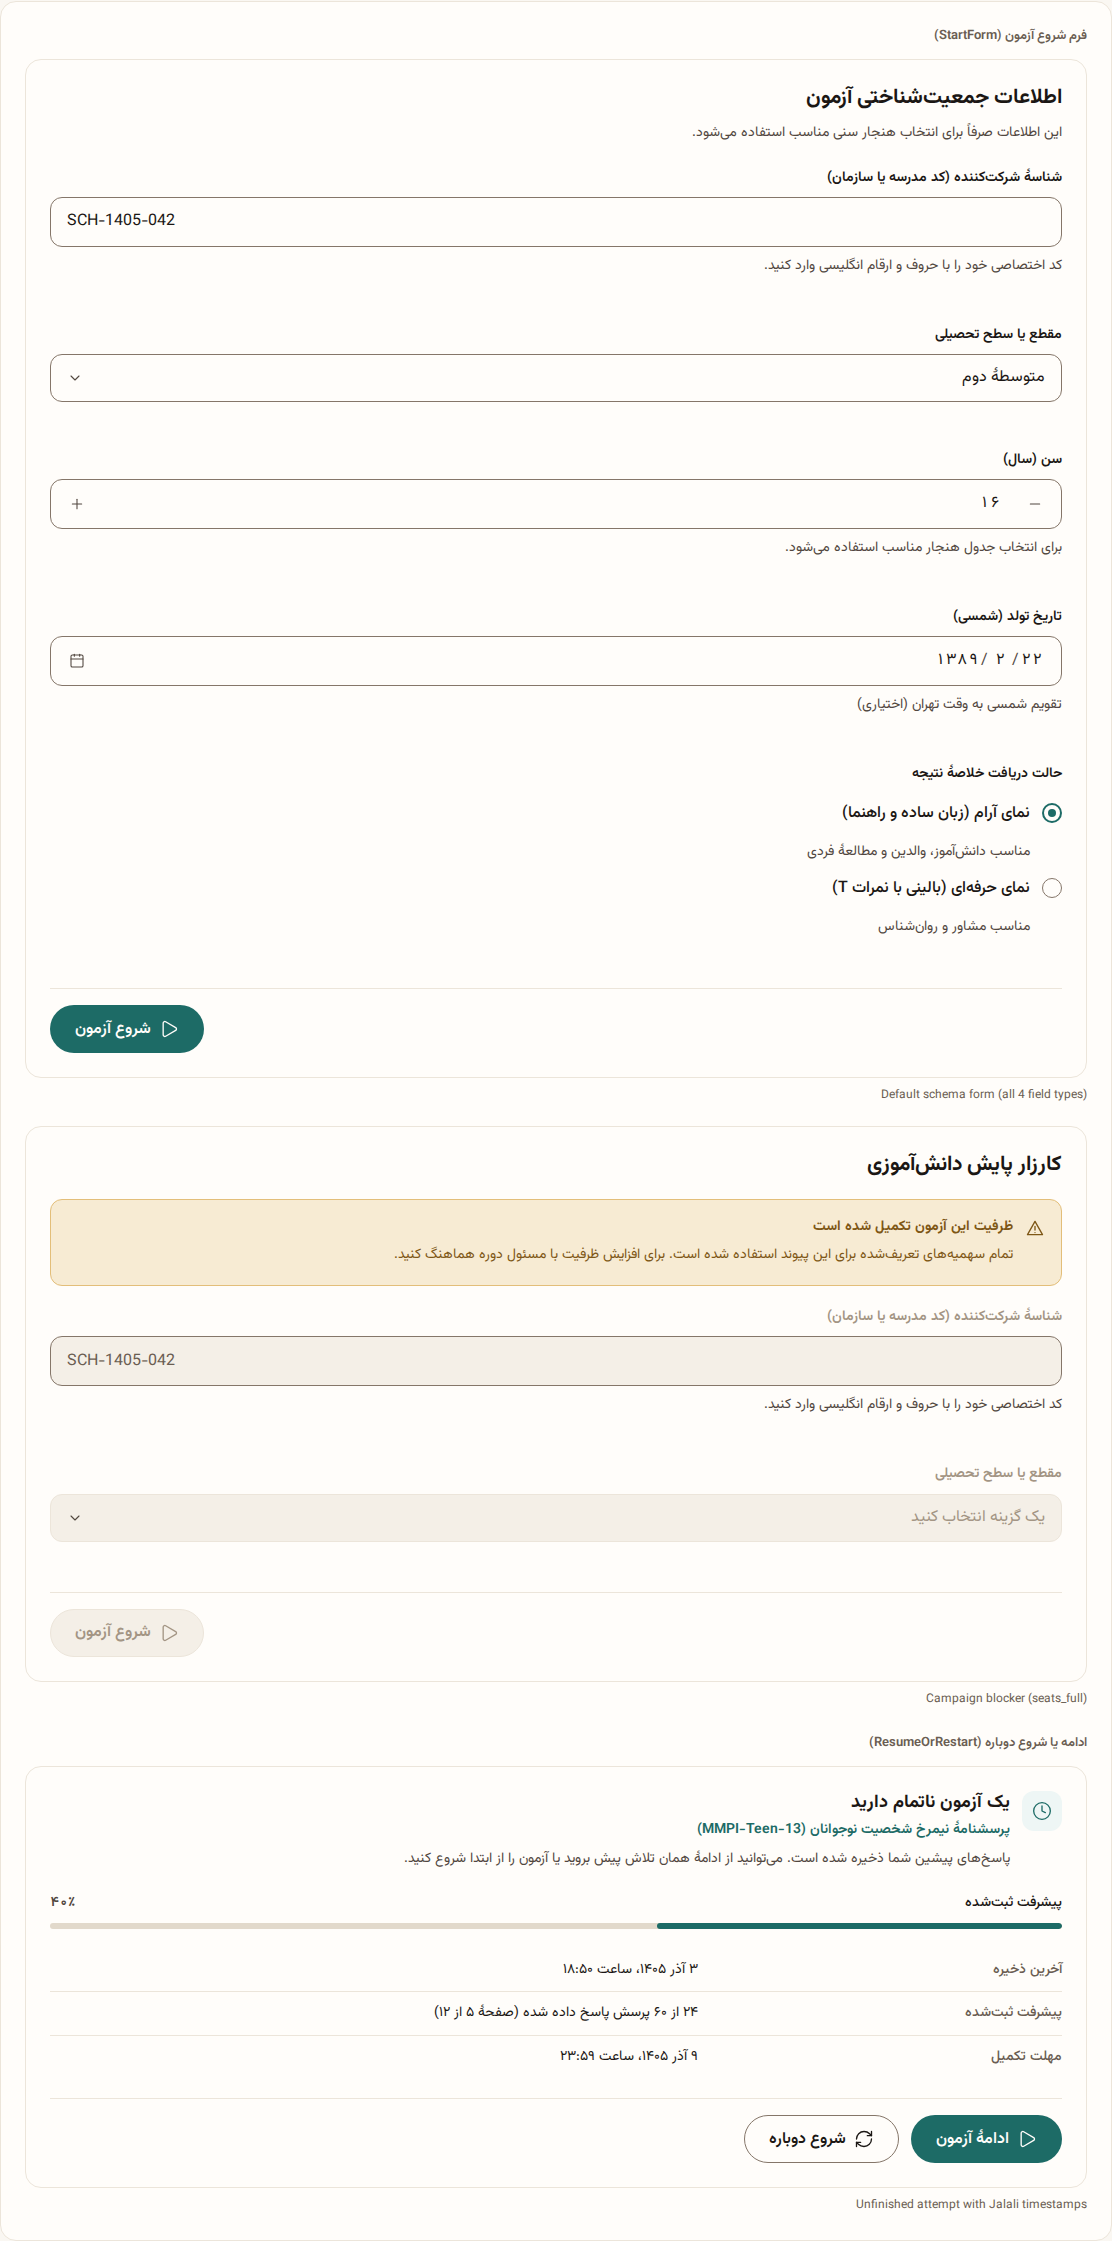 فرم شروع آزمون (StartForm)
اطلاعات جمعیت‌شناختی آزمون
این اطلاعات صرفاً برای انتخاب هنجار سنی مناسب استفاده می‌شود.
شناسهٔ شرکت‌کننده (کد مدرسه یا سازمان)
SCH-1405-042
کد اختصاصی خود را با حروف و ارقام انگلیسی وارد کنید.
مقطع یا سطح تحصیلی
متوسطهٔ دوم
سن (سال)
۱۶
برای انتخاب جدول هنجار مناسب استفاده می‌شود.
تاریخ تولد (شمسی)
۱۳۸۹/ ۲ /۲۲
تقویم شمسی به وقت تهران (اختیاری)
حالت دریافت خلاصهٔ نتیجه
نمای آرام (زبان ساده و راهنما)
مناسب دانش‌آموز، والدین و مطالعهٔ فردی
نمای حرفه‌ای (بالینی با نمرات T)
مناسب مشاور و روان‌شناس
شروع آزمون
Default schema form (all 4 field types)
کارزار پایش دانش‌آموزی
ظرفیت این آزمون تکمیل شده است
تمام سهمیه‌های تعریف‌شده برای این پیوند استفاده شده است. برای افزایش ظرفیت با مسئول دوره هماهنگ کنید.
شناسهٔ شرکت‌کننده (کد مدرسه یا سازمان)
SCH-1405-042
کد اختصاصی خود را با حروف و ارقام انگلیسی وارد کنید.
مقطع یا سطح تحصیلی
یک گزینه انتخاب کنید
شروع آزمون
Campaign blocker (seats_full)
ادامه یا شروع دوباره (ResumeOrRestart)
یک آزمون ناتمام دارید
پرسشنامهٔ نیمرخ شخصیت نوجوانان (MMPI-Teen-13)
پاسخ‌های پیشین شما ذخیره شده است. می‌توانید از ادامهٔ همان تلاش پیش بروید یا آزمون را از ابتدا شروع کنید.
پیشرفت ثبت‌شده ۴۰٪
آخرین ذخیره ۳ آذر ۱۴۰۵، ساعت ۱۸:۵۰
پیشرفت ثبت‌شده ۲۴ از ۶۰ پرسش پاسخ داده شده (صفحهٔ ۵ از ۱۲)
مهلت تکمیل ۹ آذر ۱۴۰۵، ساعت ۲۳:۵۹
ادامهٔ آزمون شروع دوباره
Unfinished attempt with Jalali timestamps